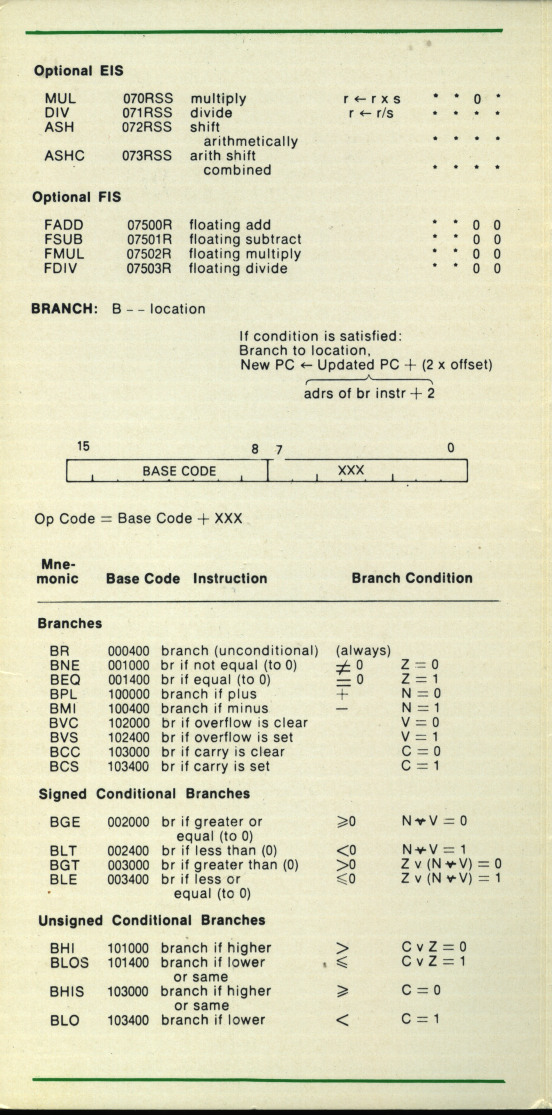 Optional EIS
MUL 070RSS multiply r ← r x s * * 0 *
DIV 071RSS divide r ← r/s * * * *
ASH 072RSS shift
arithmetically * * * *
ASHC 073RSS arith shift
combined * * * *
Optional FIS
FADD 07500R floating add * * 0 0
FSUB 07501R floating subtract * * 0 0
FMUL 07502R floating multiply * * 0 0
FDIV 07503R floating divide * * 0 0
BRANCH: B – – location
If condition is satisfied:
Branch to location,
New PC ← Updated PC + (2 x offset)
adrs of br instr + 2
15 8 7 0
BASE CODE XXX
Op Code = Base Code + XXX
Mne-
monic Base Code Instruction Branch Condition
Branches
BR 000400 branch (unconditional) (always)
BNE 001000 br if not equal (to 0) ≠ 0 Z = 0
BEQ 001400 br if equal (to 0) = 0 Z = 1
BPL 100000 branch if plus + N = 0
BMI 100400 branch if minus – N = 1
BVC 102000 br if overflow is clear V = 0
BVS 102400 br if overflow is set V = 1
BCC 103000 br if carry is clear C = 0
BCS 103400 br if carry is set C = 1
Signed Conditional Branches
BGE 002000 br if greater or ⩾0 N⊽V = 0
equal (to 0)
BLT 002400 br if less than (0) <0 N⊽V = 1
BGT 003000 br if greater than (0) >0 Z v (N⊽V) = 0
BLE 003400 br if less or ⩽0 Z v (N⊽V) = 1
equal (to 0)
Unsigned Conditional Branches
BHI 101000 branch if higher > C v Z = 0
BLOS 101400 branch if lower ⩽ C v Z = 1
or same
BHIS 103000 branch if higher ⩾ C = 0
or same
BLO 103400 branch if lower < C = 1